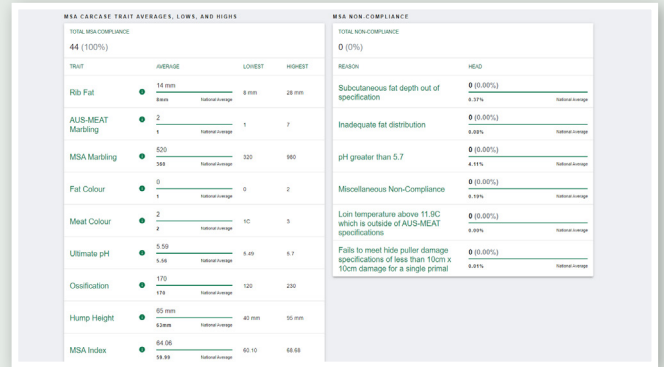 MSA CARCASE TRAIT AVERAGES, LOWS, AND HIGHS
TOTAL MSA COMPLIANCE
44 (100%)
TRAIT AVERAGE LOWEST HIGHEST
Rib Fat 14 mm 8mm National Average 8 mm 28 mm
AUS-MEAT Marbling 2 1 National Average 1 7
MSA Marbling 520 National Average 320 980
Fat Colour 0 1 National Average 0 2
Meat Colour 2 2 National Average 1C 3
Ultimate pH 5.59 5.56 National Average 5.49 5.7
Ossification 170 170 National Average 120 230
Hump Height 65 mm 63mm National Average 40 mm 95 mm
MSA Index 64.06 National Average 60.10 68.68
MSA NON-COMPLIANCE
TOTAL NON-COMPLIANCE
0 (0%)
REASON HEAD
Subcutaneous fat depth out of
specification
0 (0.00%)
0.37% National Average
Inadequate fat distribution
0 (0.00%)
National Average
pH greater than 5.7
0 (0.00%)
4.11% National Average
Miscellaneous Non-Compliance
0 (0.00%)
National Average
Loin temperature above 11.9C
which is outside of AUS-MEAT
specifications
0 (0.00%)
0.00% National Average
Fails to meet hide puller damage
specifications of less than 10cm x
10cm damage for a single primal
0 (0.00%)
0.01% National Average